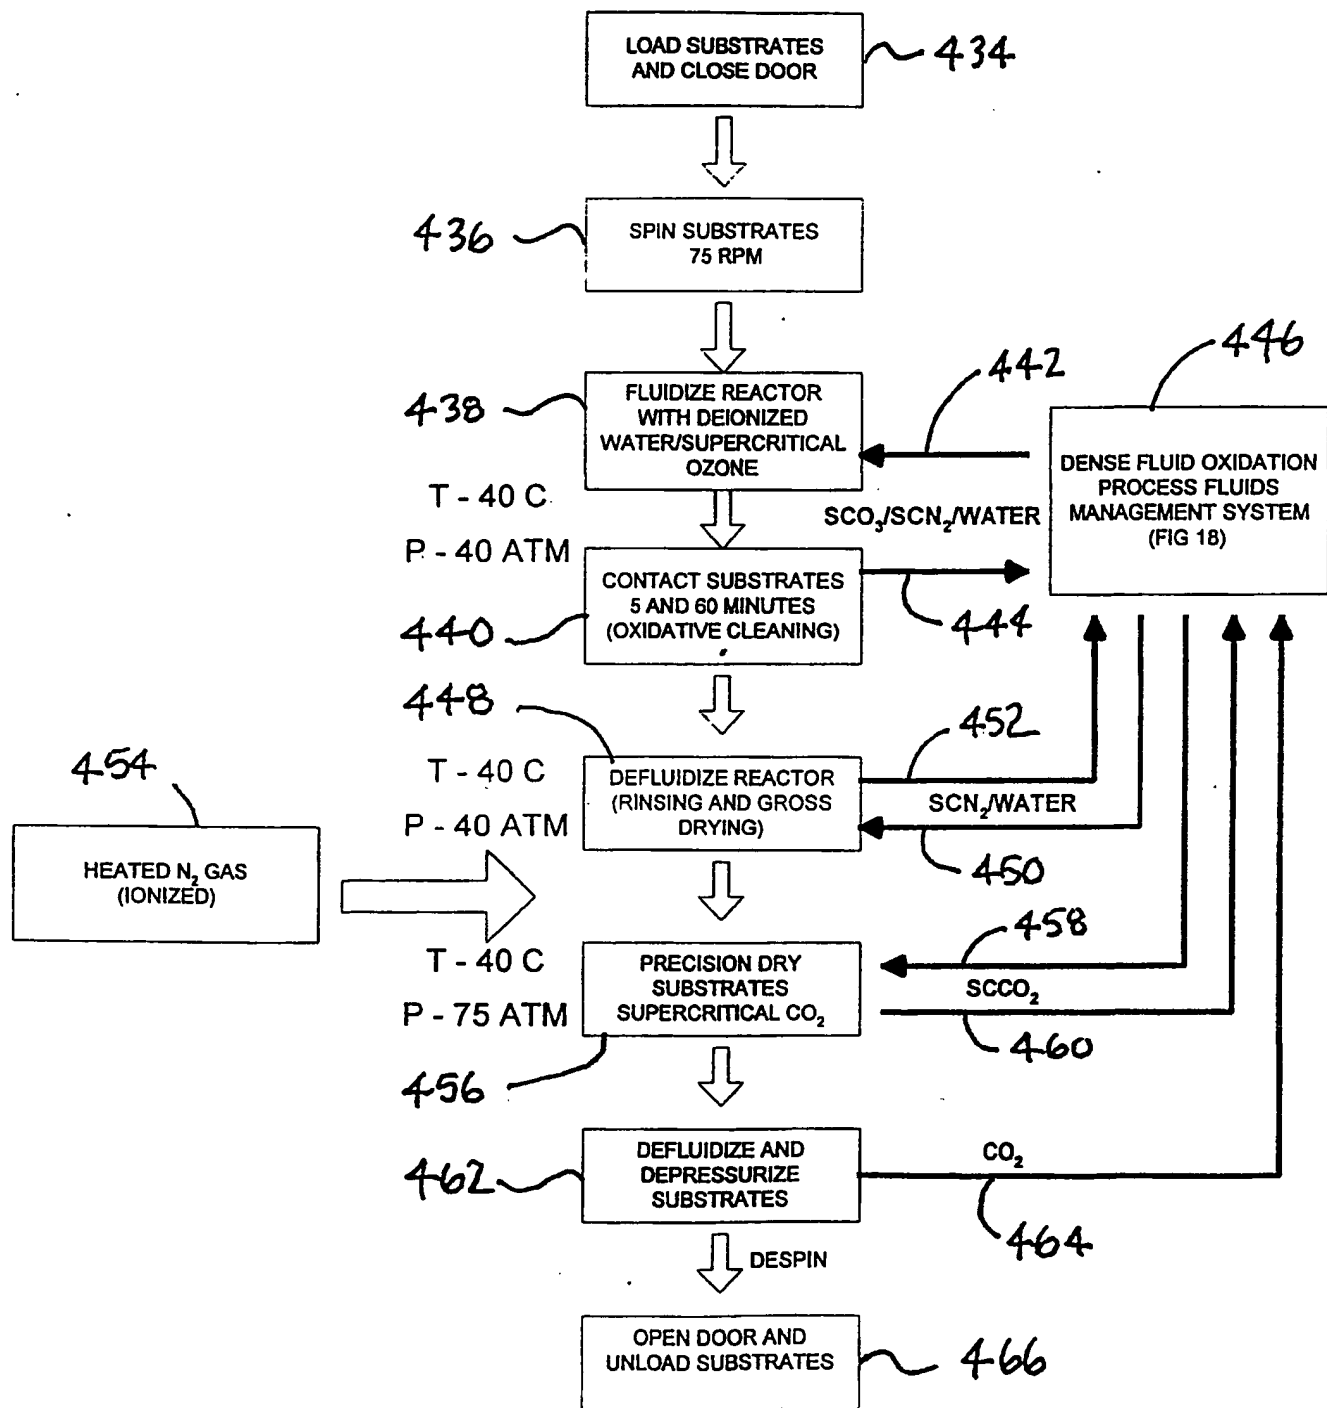 LOAD SUBSTRATES
AND CLOSE DOOR
434
SPIN SUBSTRATES
75 RPM
436
FLUIDIZE REACTOR
WITH DEIONIZED
WATER/SUPERCRITICAL
OZONE
438
442
446
DENSE FLUID OXIDATION
PROCESS FLUIDS
MANAGEMENT SYSTEM
(FIG 18)
T - 40 C
P - 40 ATM
SCO₃/SCN₂/WATER
CONTACT SUBSTRATES
5 AND 60 MINUTES
(OXIDATIVE CLEANING)
440
444
448
DEFLUIDIZE REACTOR
(RINSING AND GROSS
DRYING)
T - 40 C
P - 40 ATM
452
SCN₂/WATER
450
454
HEATED N₂ GAS
(IONIZED)
T - 40 C
P - 75 ATM
PRECISION DRY
SUBSTRATES
SUPERCRITICAL CO₂
456
458
SCCO₂
460
DEFLUIDIZE AND
DEPRESSURIZE
SUBSTRATES
462
CO₂
464
DESPIN
OPEN DOOR AND
UNLOAD SUBSTRATES
466